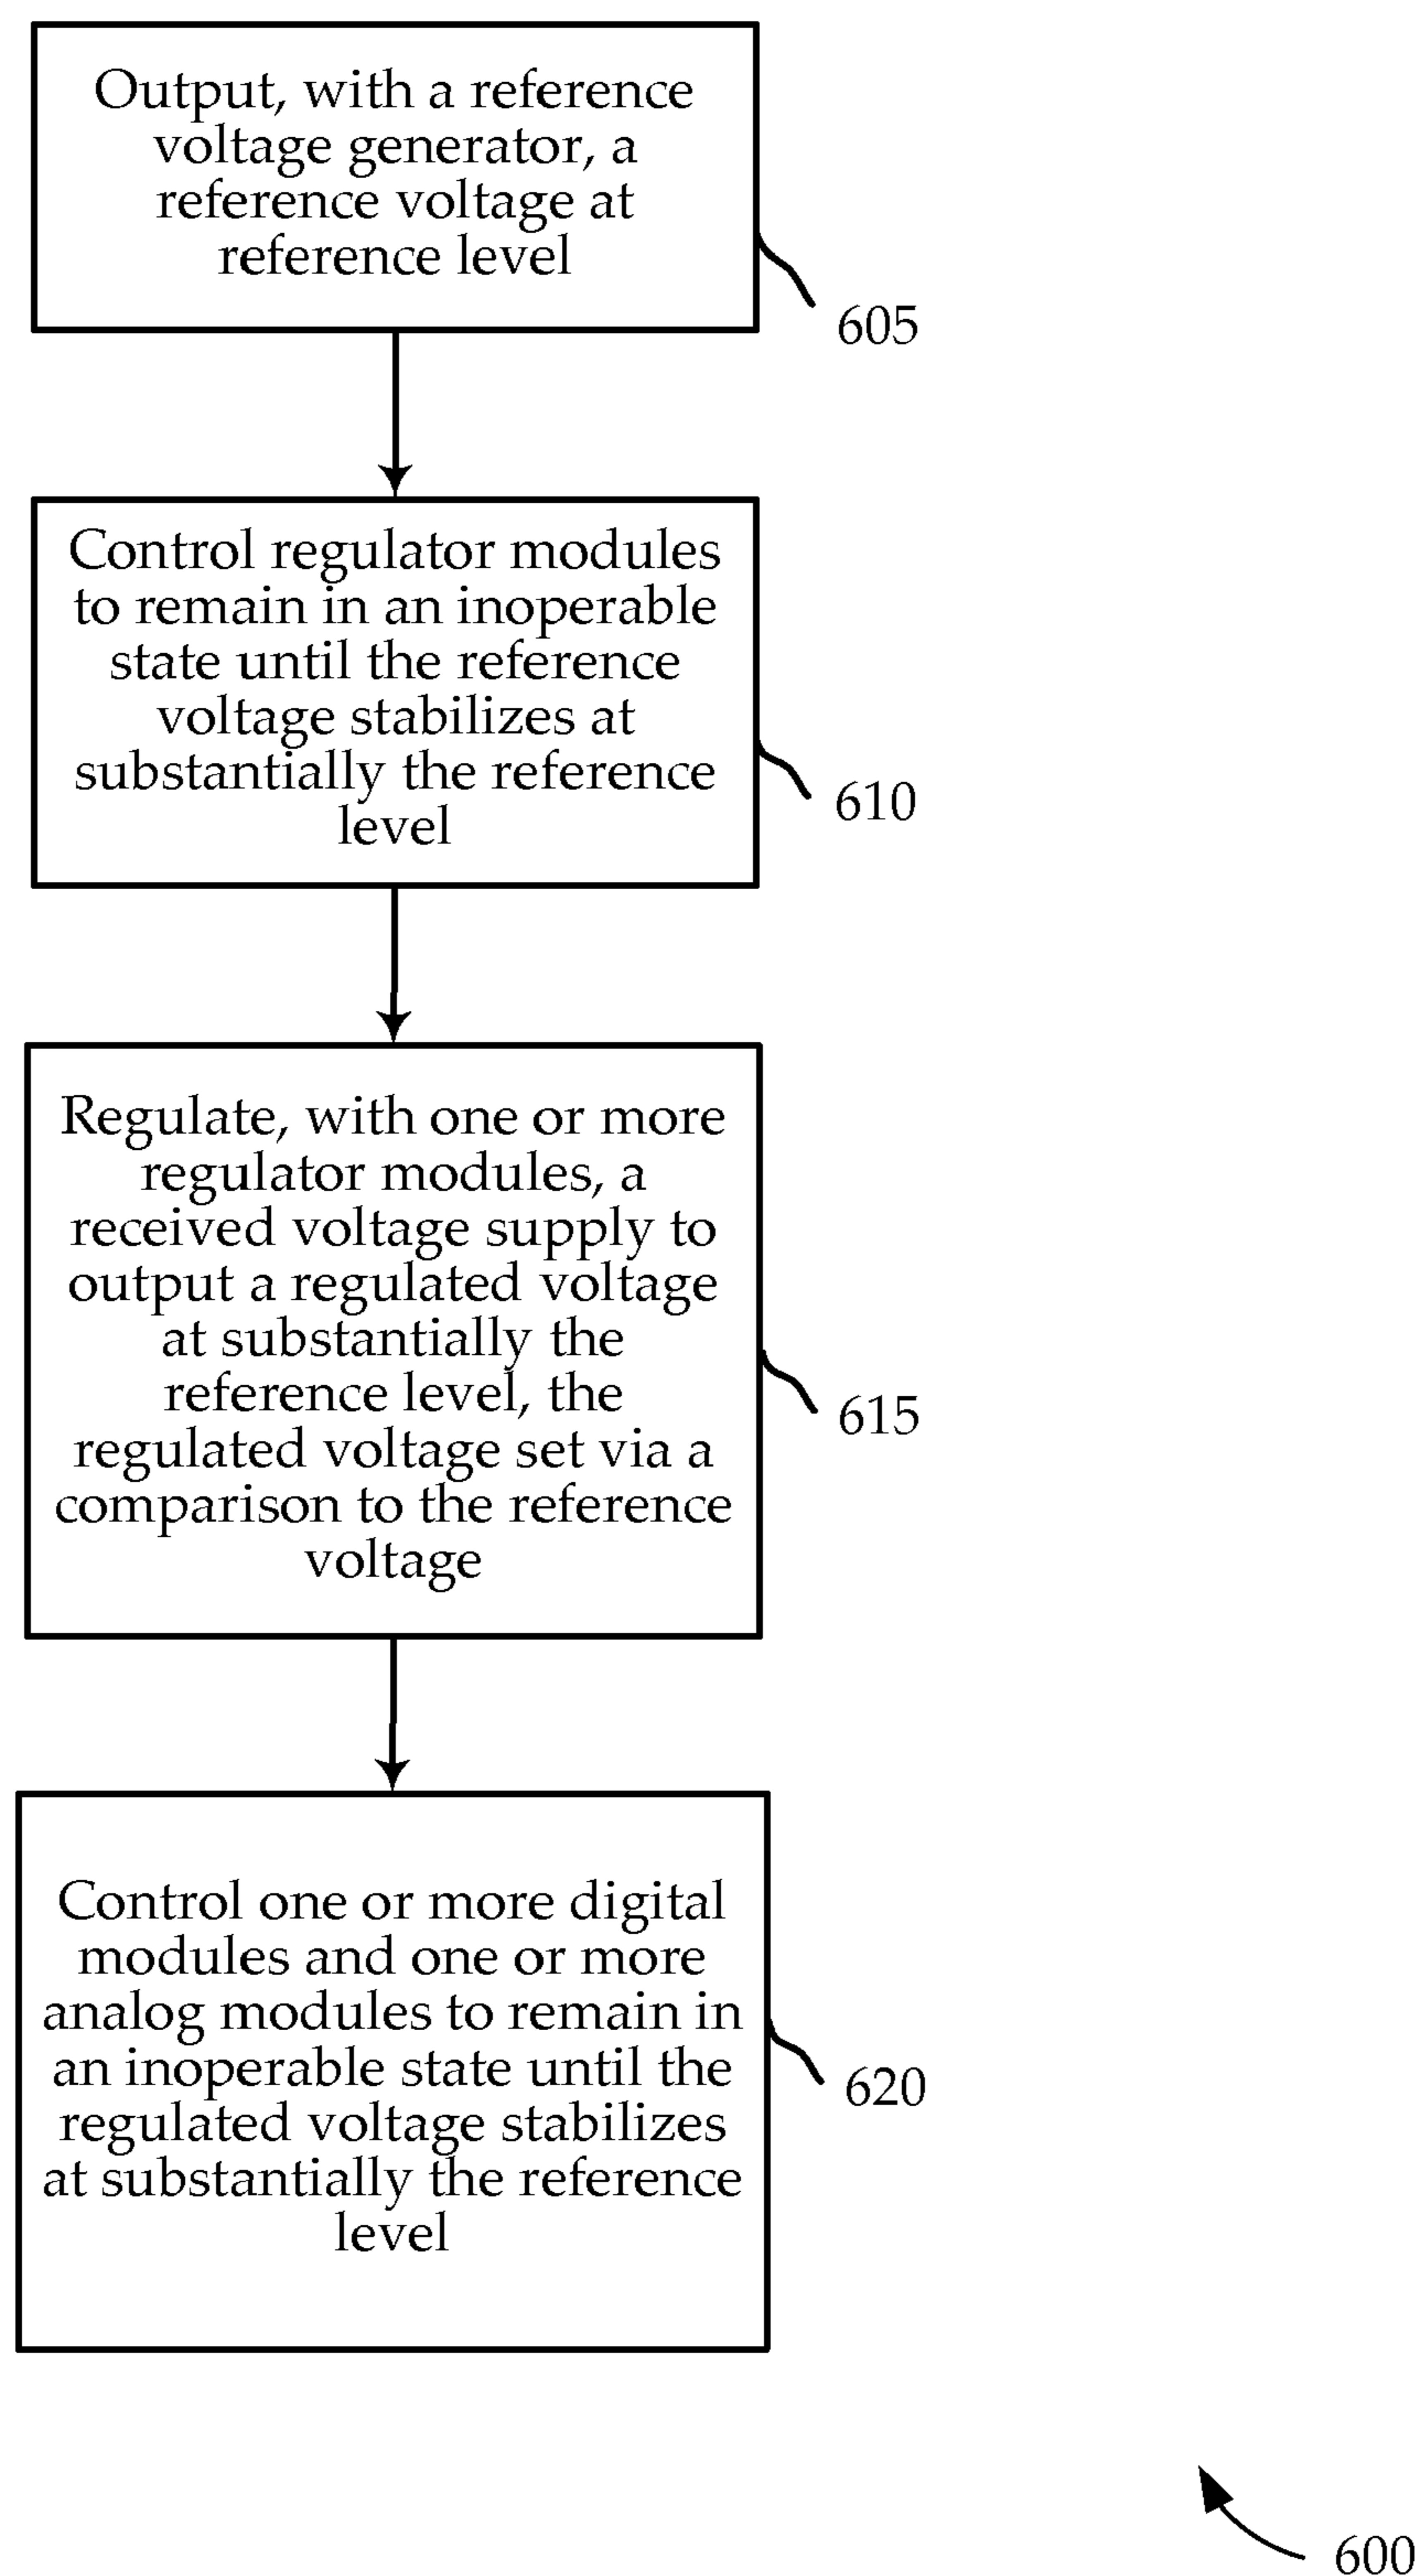 Output, with a reference
voltage generator, a
reference voltage at
reference level
605
Control regulator modules
to remain in an inoperable
state until the reference
voltage stabilizes at
substantially the reference
level
610
Regulate, with one or more
regulator modules, a
received voltage supply to
output a regulated voltage
at substantially the
reference level, the
regulated voltage set via a
comparison to the reference
voltage
615
Control one or more digital
modules and one or more
analog modules to remain in
an inoperable state until the
regulated voltage stabilizes
at substantially the reference
level
620
600